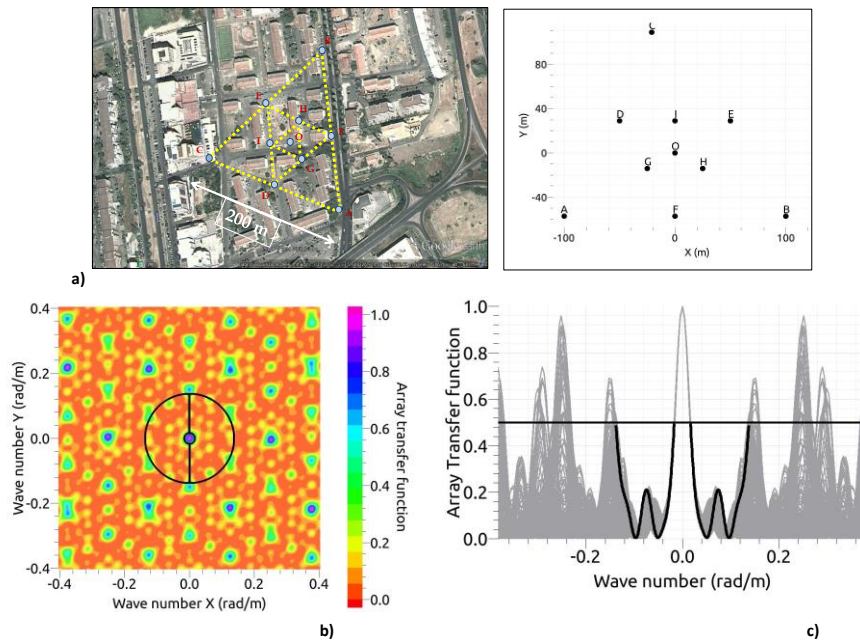 E
H
I
O
C
G
D
A
200 m
Google
a)
C
100
80
D
I
E
40
Y (m)
O
0
G
H
-40
A
F
B
-100
0
100
X (m)
0.4
0.2
0.0
-0.2
-0.4
Wave number Y (rad/m)
-0.4
-0.2
0.0
0.2
0.4
Wave number X (rad/m)
1.0
0.8
0.6
0.4
0.2
0.0
Array transfer function
b)
1.0
0.8
0.6
0.4
0.2
0.0
Array Transfer function
-0.2
0.0
0.2
Wave number (rad/m)
c)